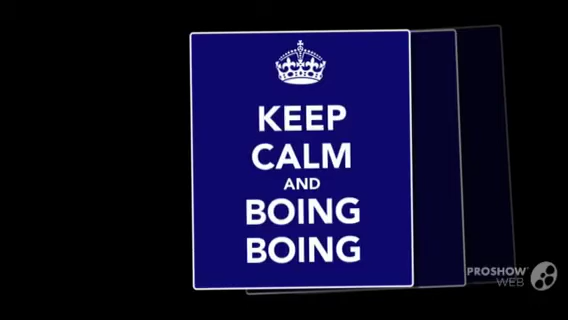 KEEP
CALM
AND
BOING
BOING
PROSHOW
WEB